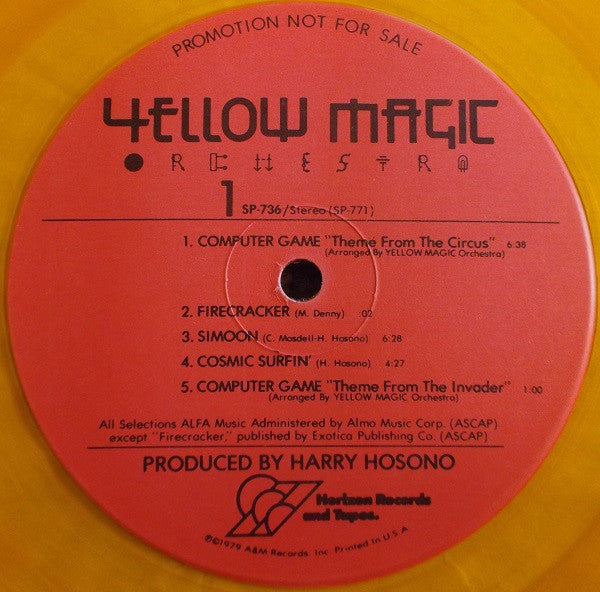 PROMOTION NOT FOR SALE
YELLOW MAGIC
ORCHESTRA
1 SP-736/Stereo (SP-771)
1. COMPUTER GAME "Theme From The Circus" 6:38
(Arranged By YELLOW MAGIC Orchestra)
2. FIRECRACKER (M. Denny) :02
3. SIMOON (C. Mosdell-H. Hosono) 6:28
4. COSMIC SURFIN' (H. Hosono) 4:27
5. COMPUTER GAME "Theme From The Invader" 1:00
(Arranged By YELLOW MAGIC Orchestra)
All Selections ALFA Music Administered by Almo Music Corp. (ASCAP)
except "Firecracker," published by Exotica Publishing Co. (ASCAP)
PRODUCED BY HARRY HOSONO
Horizon Records
and Tapes.
℗©1979 A&M Records, Inc. Printed in U.S.A.